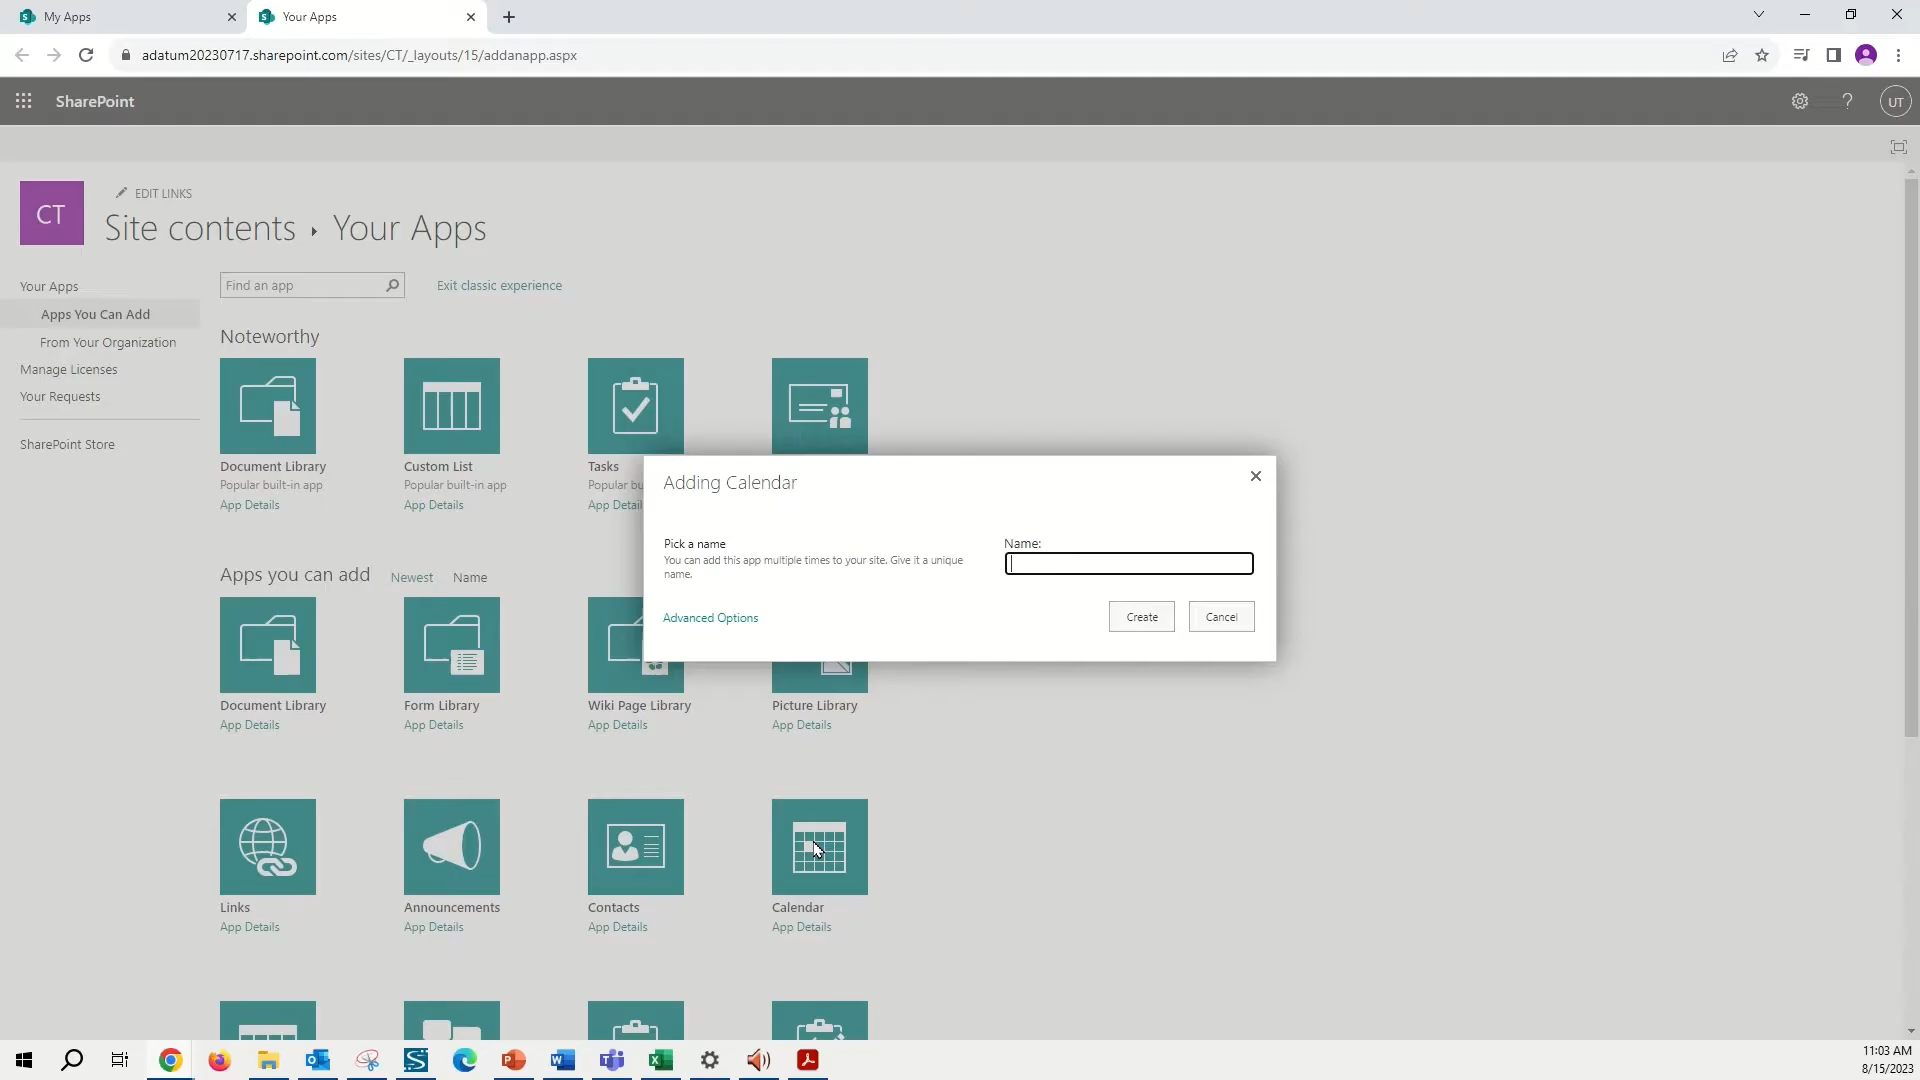 My Apps
Your Apps
adatum20230717.sharepoint.com/sites/CT/_layouts/15/addanapp.aspx
SharePoint
UT
CT
EDIT LINKS
Site contents ▸ Your Apps
Your Apps
Apps You Can Add
From Your Organization
Manage Licenses
Your Requests
SharePoint Store
Find an app
Exit classic experience
Noteworthy
Document Library
Popular built-in app
App Details
Custom List
Popular built-in app
App Details
Tasks
Popular bu
App Detail
Adding Calendar
Pick a name
You can add this app multiple times to your site. Give it a unique
name.
Name:
Advanced Options
Create
Cancel
Apps you can add
Newest
Name
Document Library
App Details
Form Library
App Details
Wiki Page Library
App Details
Picture Library
App Details
Links
App Details
Announcements
App Details
Contacts
App Details
Calendar
App Details
11:03 AM
8/15/2023